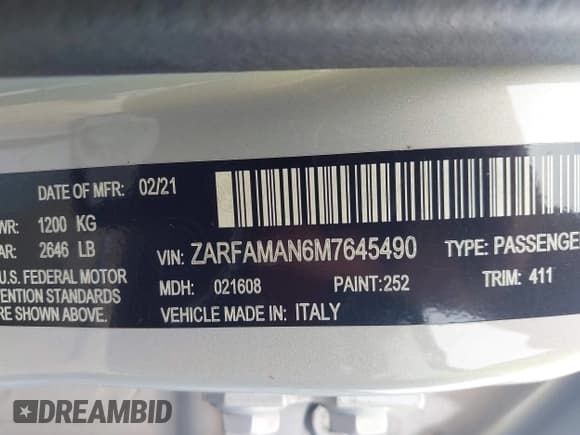 DATE OF MFR: 02/21
WR: 1200 KG
AR: 2646 LB
VIN: ZARFAMAN6M7645490 TYPE: PASSENGE
U.S. FEDERAL MOTOR
MDH: 021608 PAINT:252 TRIM: 411
ENTION STANDARDS
VEHICLE MADE IN: ITALY
RE SHOWN ABOVE.
DREAMBID